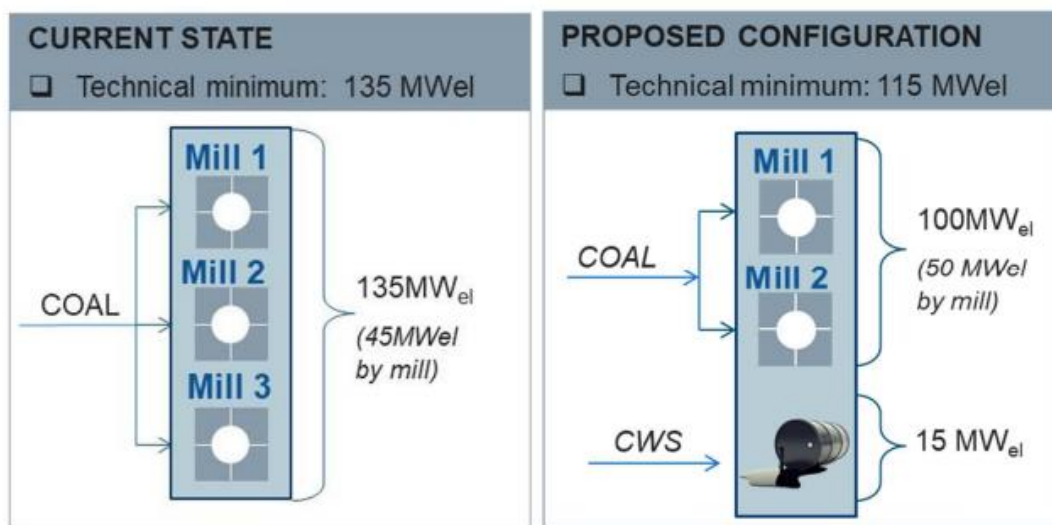 CURRENT STATE
❑ Technical minimum: 135 MWel
Mill 1
Mill 2
COAL
Mill 3
135MWel
(45MWel
by mill)
PROPOSED CONFIGURATION
❑ Technical minimum: 115 MWel
Mill 1
COAL
Mill 2
100MWel
(50 MWel
by mill)
CWS
15 MWel